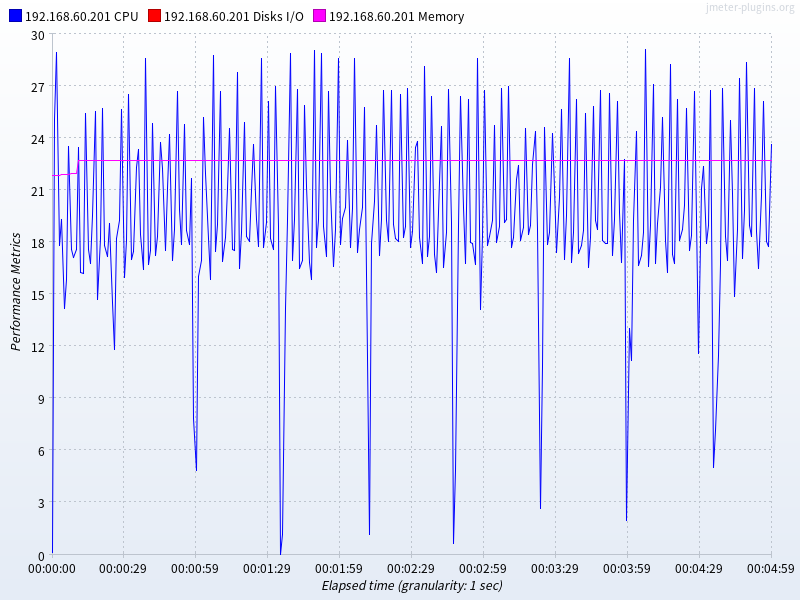 192.168.60.201 CPU 192.168.60.201 Disks I/O 192.168.60.201 Memory
jmeter-plugins.org
30
27
24
21
18
15
12
9
6
3
0
Performance Metrics
00:00:00 00:00:29 00:00:59 00:01:29 00:01:59 00:02:29 00:02:59 00:03:29 00:03:59 00:04:29 00:04:59
Elapsed time (granularity: 1 sec)